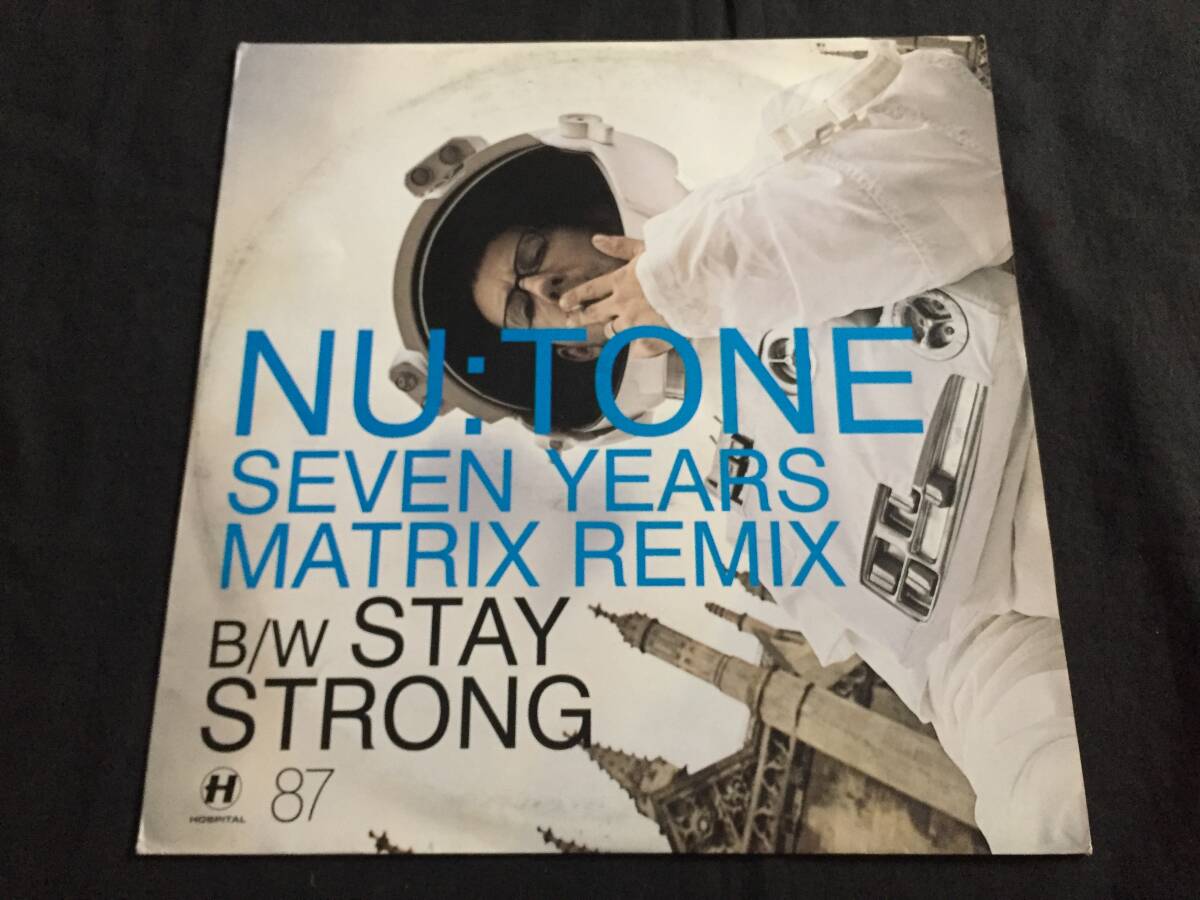 NU:TONE
SEVEN YEARS
MATRIX REMIX
B/W STAY
STRONG
H 87
HOSPITAL